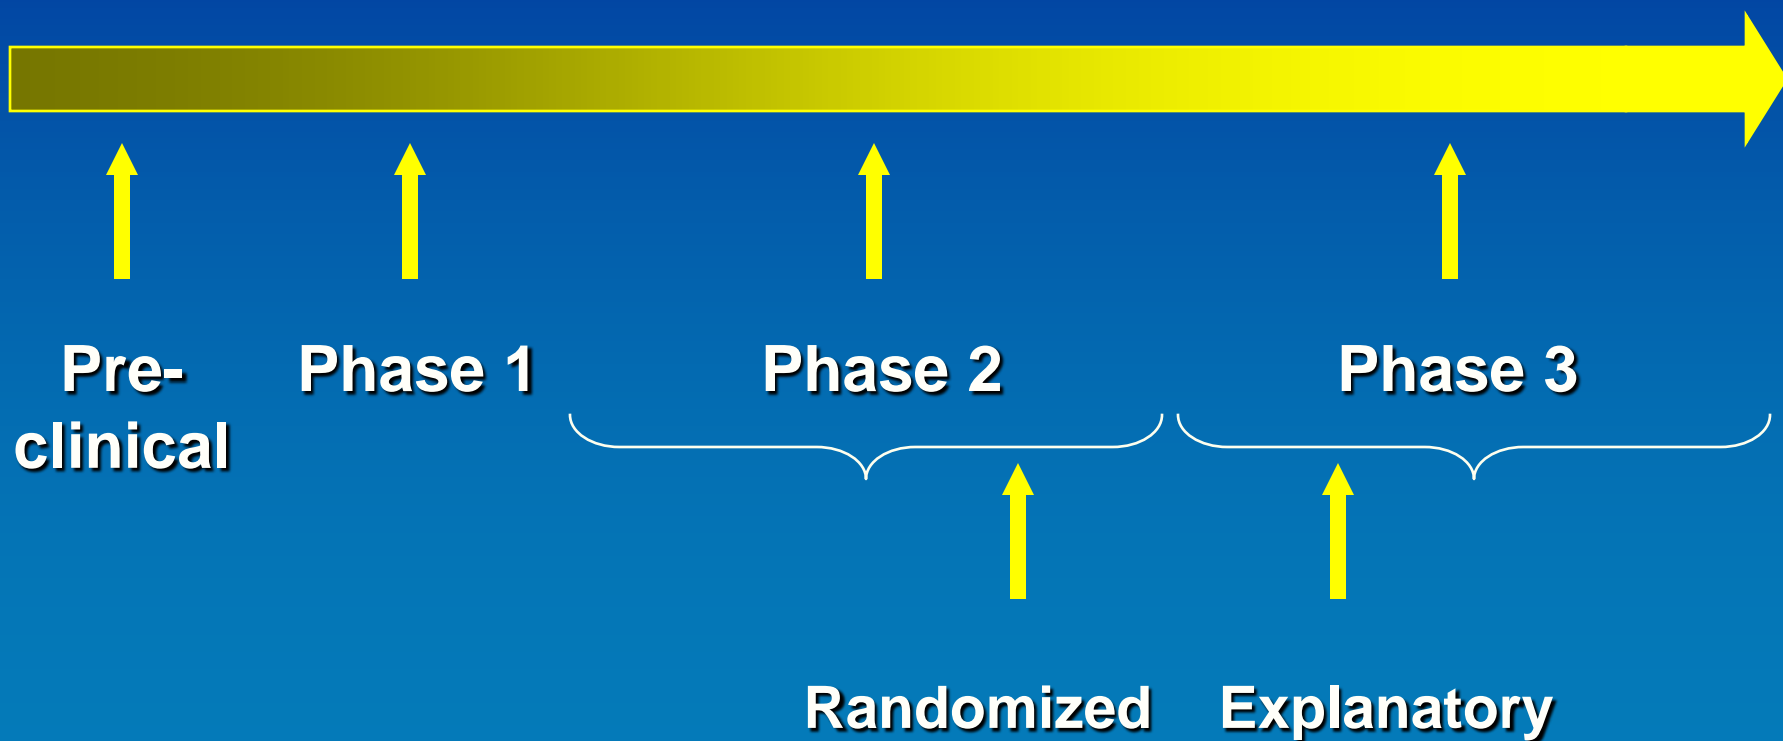 Pre-
clinical
Phase 1
Phase 2
Phase 3
Randomized
Explanatory